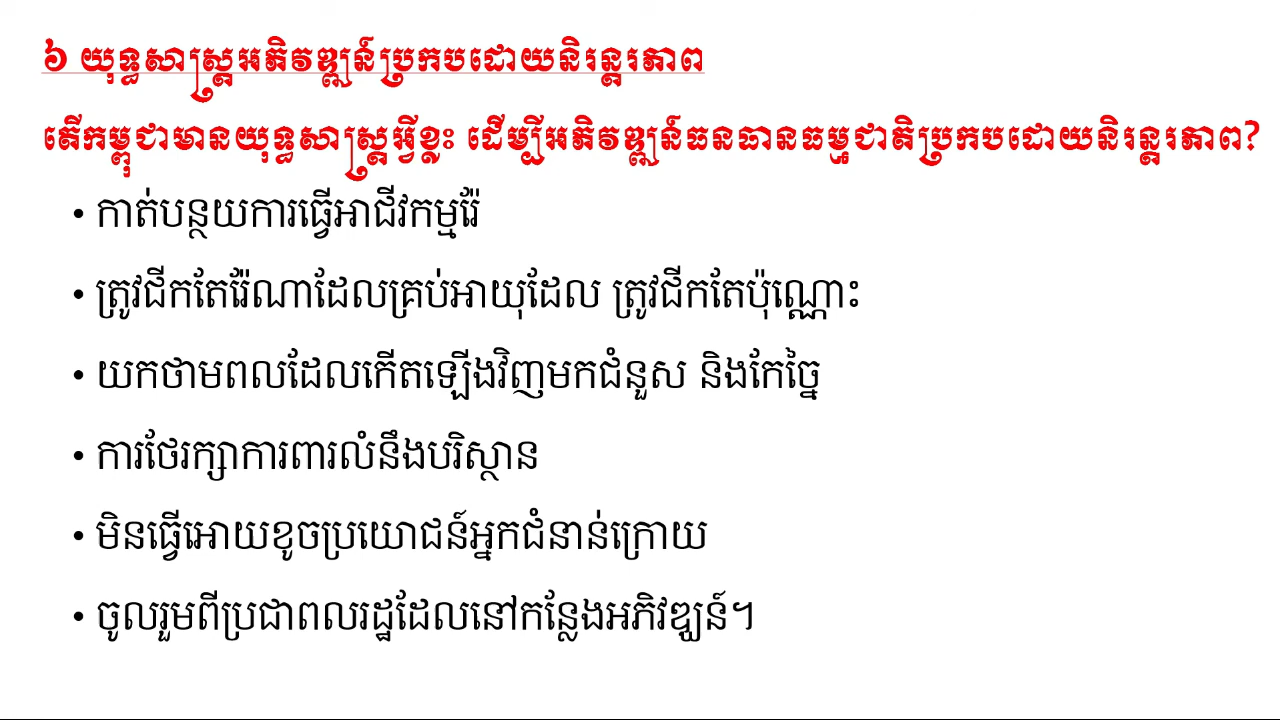 ៦ យុទ្ធសាស្ត្រអភិវឌ្ឍន៍ប្រកបដោយនិរន្តរភាព
តើកម្ពុជាមានយុទ្ធសាស្ត្រអ្វីខ្លះ ដើម្បីអភិវឌ្ឍន៍ធនធានធម្មជាតិប្រកបដោយនិរន្តរភាព?
• កាត់បន្ថយការធ្វើអាជីវកម្មរ៉ែ
• ត្រូវជីកតែរ៉ែណាដែលគ្រប់អាយុដែល ត្រូវជីកតែប៉ុណ្ណោះ
• យកថាមពលដែលកើតឡើងវិញមកជំនួស និងកែច្នៃ
• ការថែរក្សាការពារលំនឹងបរិស្ថាន
• មិនធ្វើអោយខូចប្រយោជន៍អ្នកជំនាន់ក្រោយ
• ចូលរួមពីប្រជាពលរដ្ឋដែលនៅកន្លែងអភិវឌ្ឃន៍។